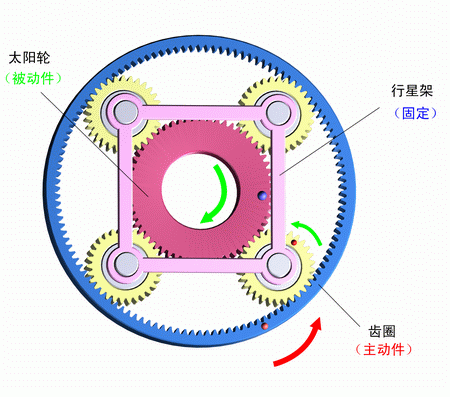 太阳轮
（被动件）
行星架
（固定）
齿圈
（主动件）